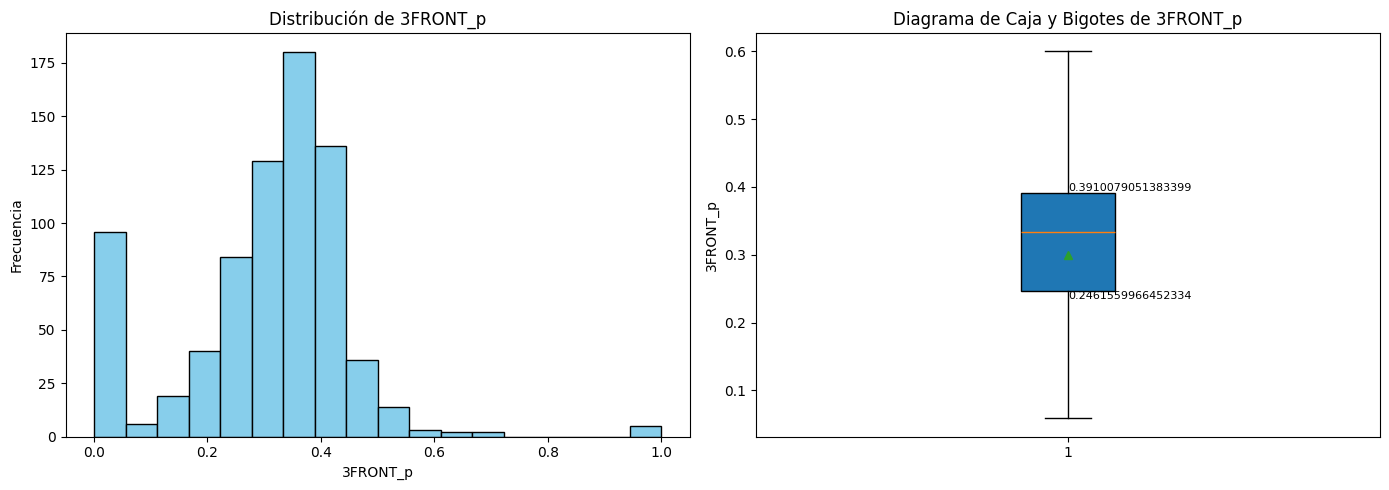 Distribución de 3FRONT_p
Frecuencia
175
150
125
100
75
50
25
0
0.0 0.2 0.4 0.6 0.8 1.0
3FRONT_p
Diagrama de Caja y Bigotes de 3FRONT_p
3FRONT_p
0.6
0.5
0.4
0.3
0.2
0.1
0.3910079051383399
0.2461559966452334
1